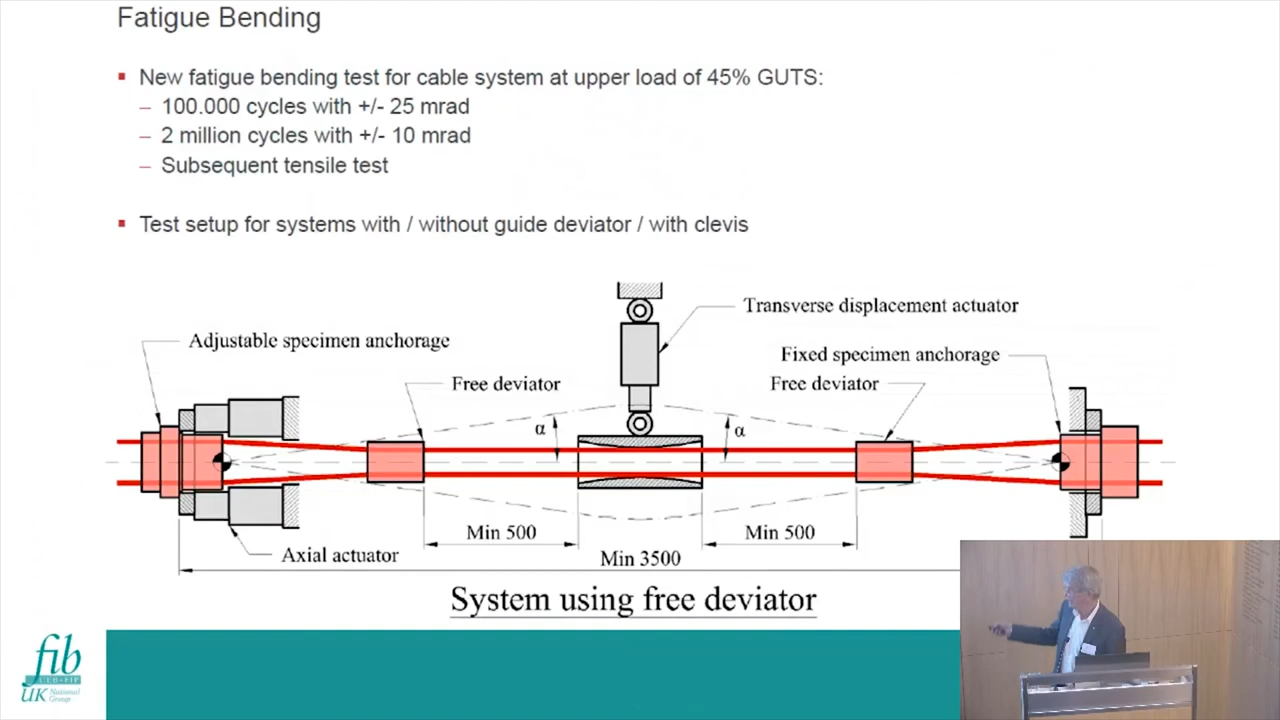 Fatigue Bending
New fatigue bending test for cable system at upper load of 45% GUTS:
– 100.000 cycles with +/- 25 mrad
– 2 million cycles with +/- 10 mrad
– Subsequent tensile test
Test setup for systems with / without guide deviator / with clevis
Transverse displacement actuator
Adjustable specimen anchorage
Fixed specimen anchorage
Free deviator
Free deviator
α
α
Min 500
Min 500
Axial actuator
Min 3500
System using free deviator
fib
CEB-FIP
UK National
Group